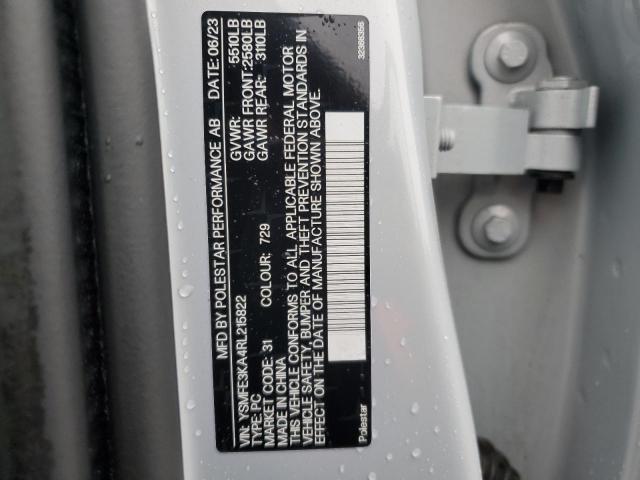 MFD BY POLESTAR PERFORMANCE AB DATE: 06/23
VIN: YSMFE3KA4RL215822 GVWR: 5510LB
TYPE: PC GAWR FRONT: 2580LB
MARKET CODE: 31 COLOUR: 729 GAWR REAR: 3110LB
MADE IN CHINA
THIS VEHICLE CONFORMS TO ALL APPLICABLE FEDERAL MOTOR
VEHICLE SAFETY, BUMPER AND THEFT PREVENTION STANDARDS IN
EFFECT ON THE DATE OF MANUFACTURE SHOWN ABOVE.
Polestar 32366356